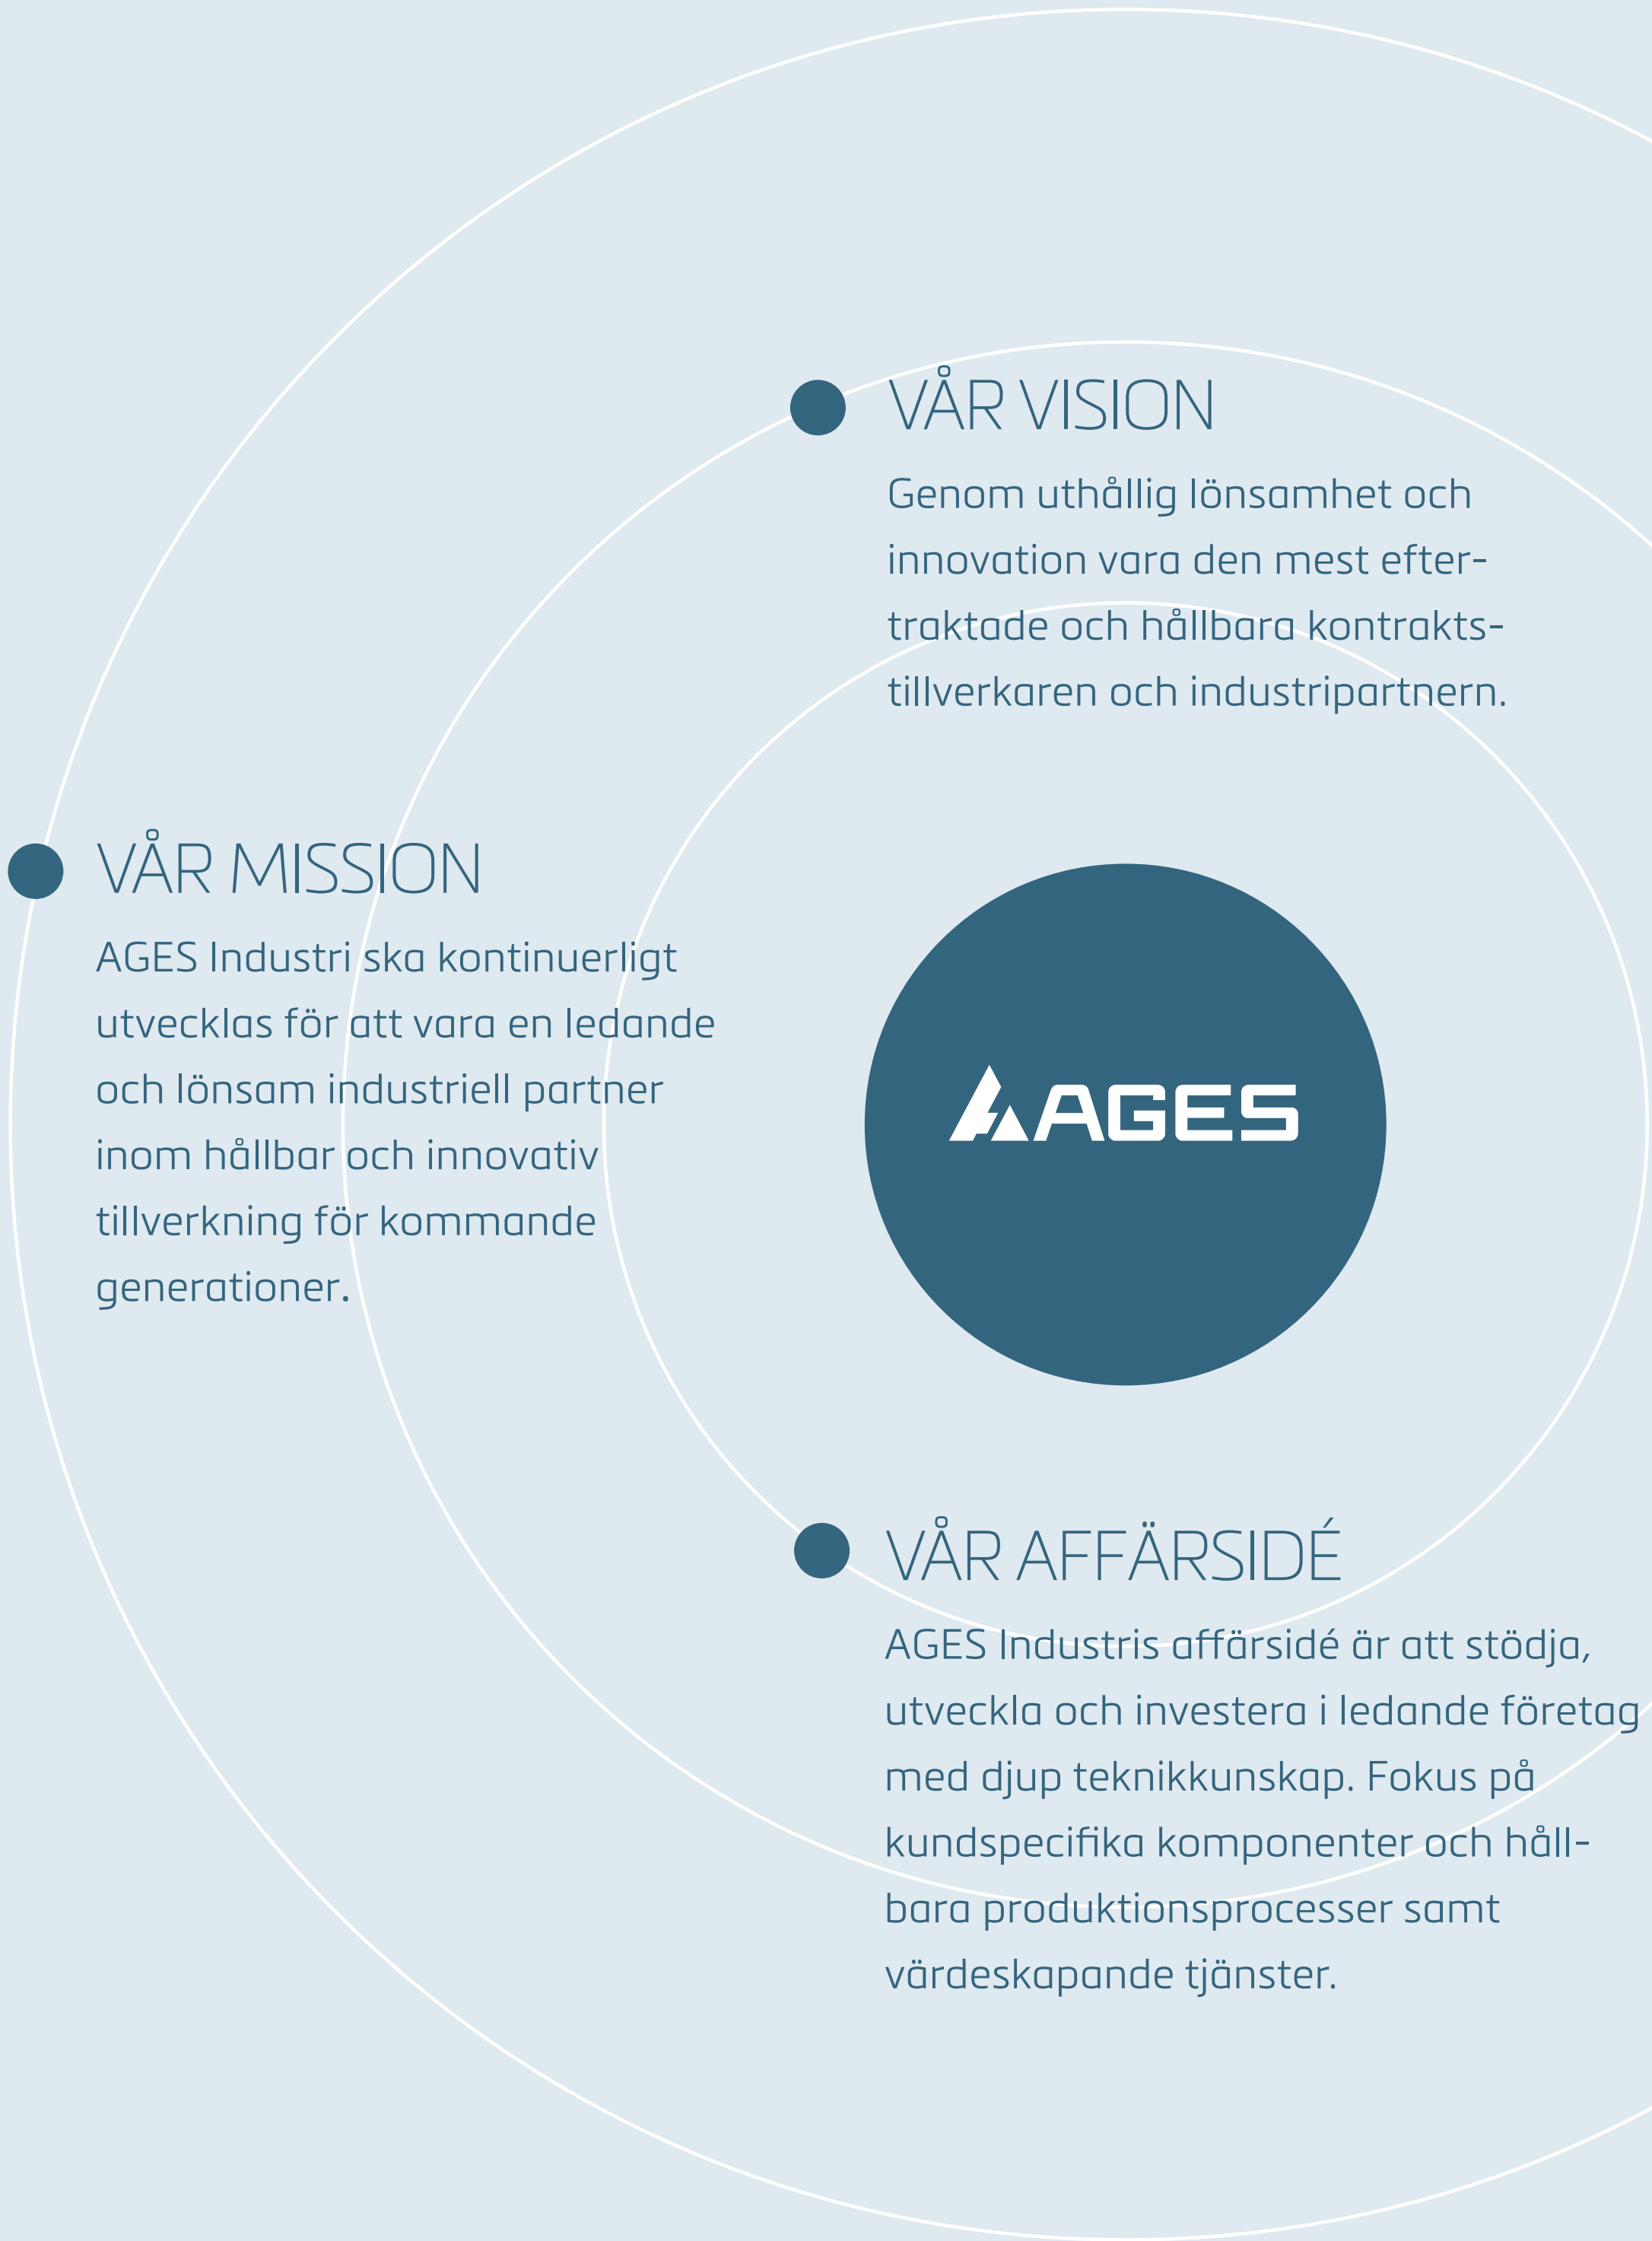 VÅR VISION
Genom uthållig lönsamhet och
innovation vara den mest efter-
traktade och hållbara kontrakts-
tillverkaren och industripartnern.
VÅR MISSION
AGES Industri ska kontinuerligt
utvecklas för att vara en ledande
och lönsam industriell partner
inom hållbar och innovativ
tillverkning för kommande
generationer.
AGES
VÅR AFFÄRSIDÉ
AGES Industris affärsidé är att stödja,
utveckla och investera i ledande företag
med djup teknikkunskap. Fokus på
kundspecifika komponenter och håll-
bara produktionsprocesser samt
värdeskapande tjänster.